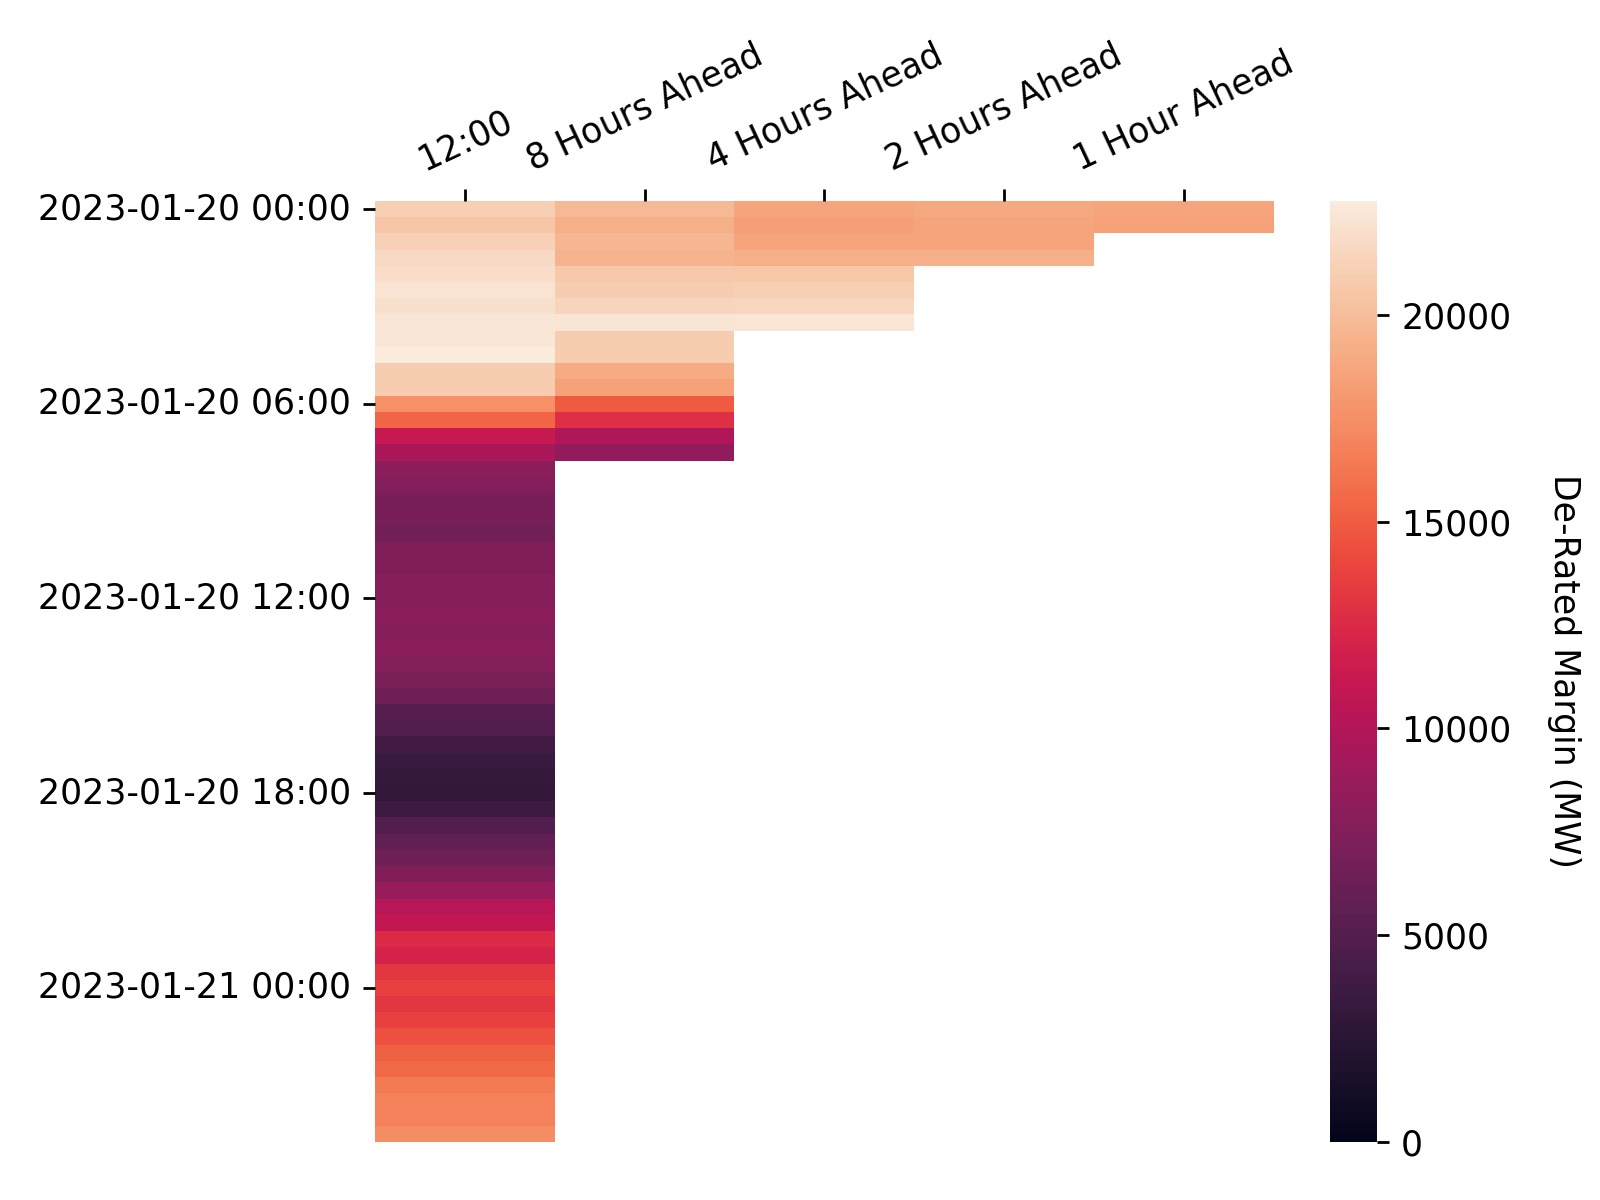 12:00
8 Hours Ahead
4 Hours Ahead
2 Hours Ahead
1 Hour Ahead
2023-01-20 00:00
2023-01-20 06:00
2023-01-20 12:00
2023-01-20 18:00
2023-01-21 00:00
20000
15000
10000
5000
0
De-Rated Margin (MW)